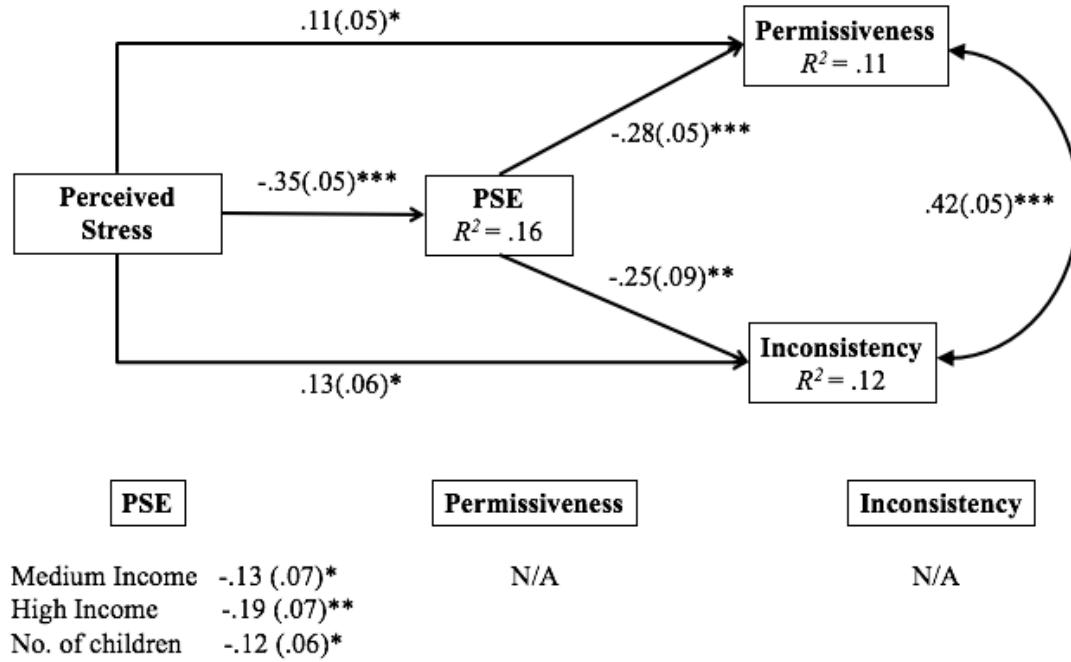 .11(.05)*
Permissiveness
R² = .11
-.28(.05)***
-.35(.05)***
Perceived
Stress
PSE
R² = .16
.42(.05)***
-.25(.09)**
Inconsistency
R² = .12
.13(.06)*
PSE
Permissiveness
Inconsistency
Medium Income -.13 (.07)*
N/A
N/A
High Income -.19 (.07)**
No. of children -.12 (.06)*